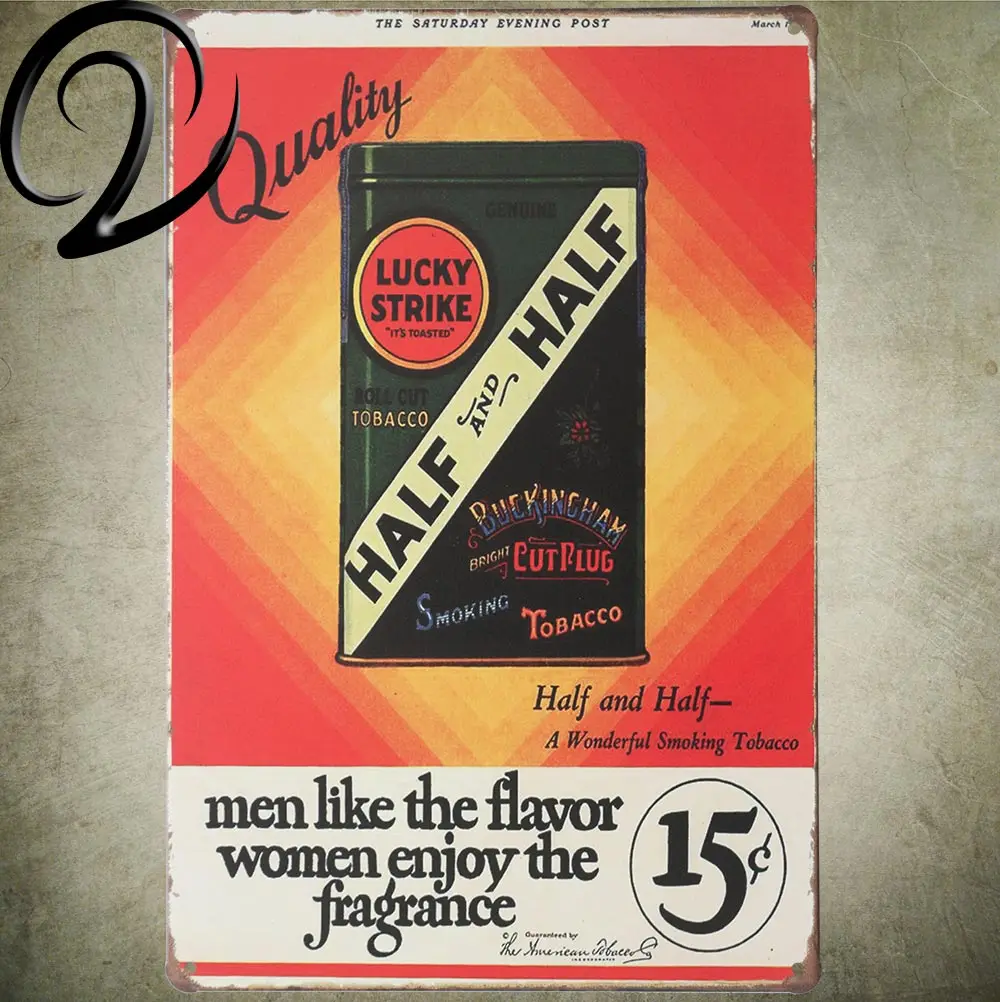 THE SATURDAY EVENING POST
March
Quality
GENUINE
LUCKY
STRIKE
"IT'S TOASTED"
ROLL CUT
TOBACCO
HALF AND HALF
BUCKINGHAM
BRIGHT CUT PLUG
SMOKING TOBACCO
Half and Half—
A Wonderful Smoking Tobacco
men like the flavor
women enjoy the
fragrance
15¢
Guaranteed by
The American Tobacco Co
INCORPORATED